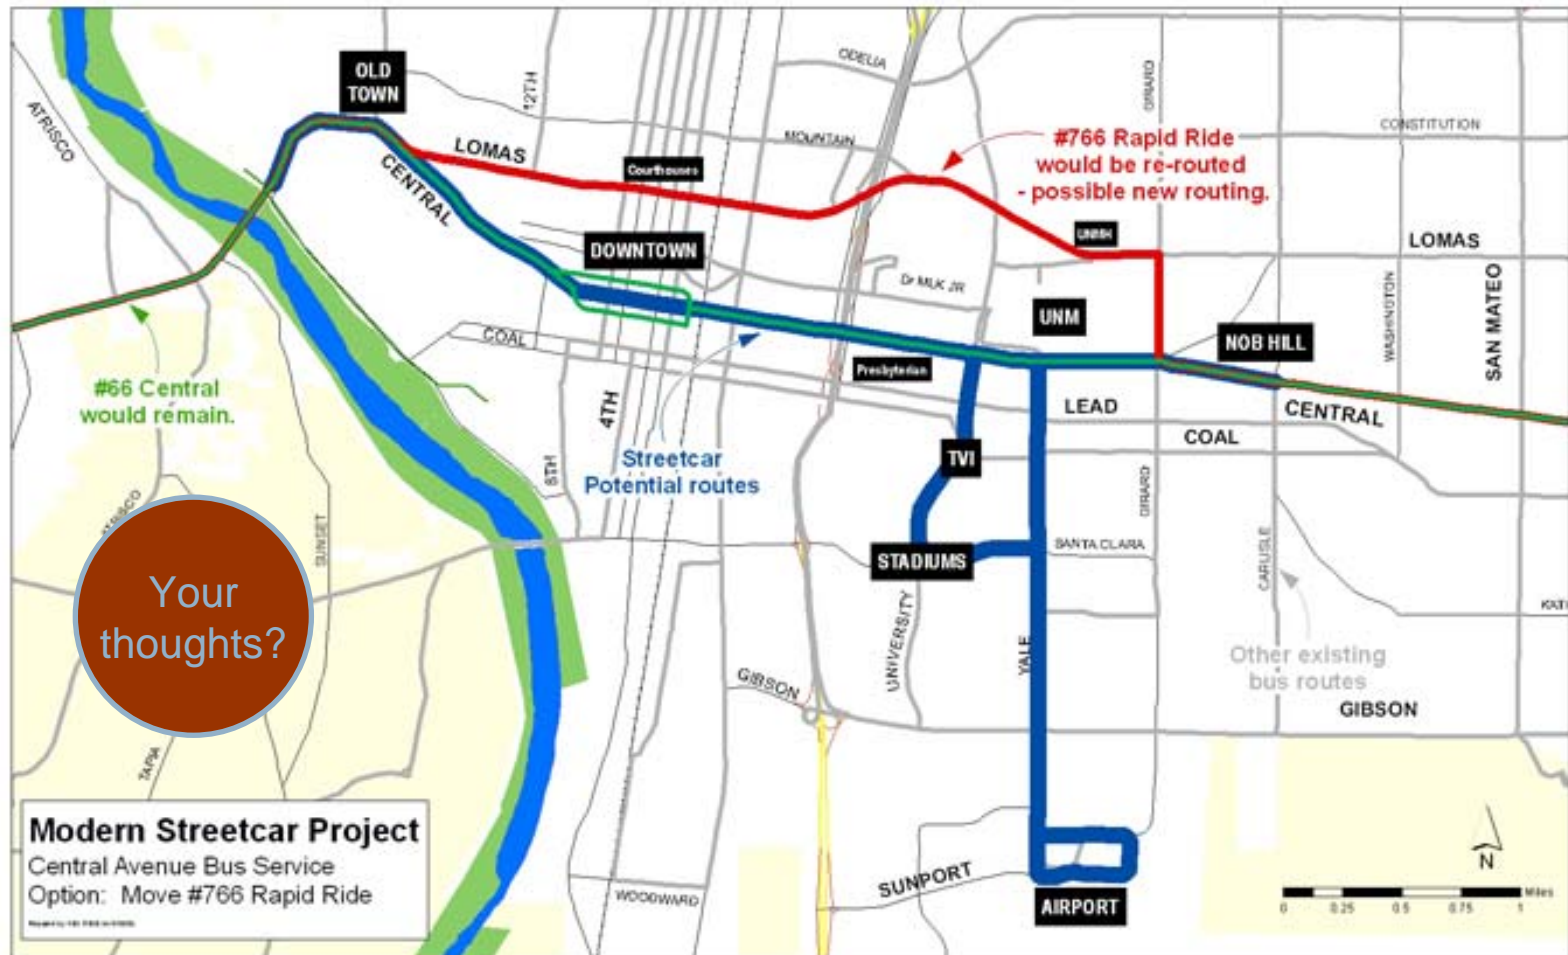 OLD
TOWN
ODELIA
12TH
GIRARD
ATRISCO
LOMAS
MOUNTAIN
CONSTITUTION
#766 Rapid Ride
would be re-routed
- possible new routing.
Courthouses
CENTRAL
UNMH
LOMAS
DOWNTOWN
Dr MLK JR
SAN MATEO
WASHINGTON
UNM
NOB HILL
COAL
Presbyterian
#66 Central
would remain.
4TH
LEAD
CENTRAL
COAL
Streetcar
Potential routes
TVI
8TH
GIRARD
SUNSET
SANTA CLARA
STADIUMS
CARLISLE
Your
thoughts?
UNIVERSITY
YALE
Other existing
bus routes
GIBSON
GIBSON
TAPIA
Modern Streetcar Project
Central Avenue Bus Service
Option: Move #766 Rapid Ride
WOODWARD
SUNPORT
AIRPORT
N
Miles
0 0.25 0.5 0.75 1